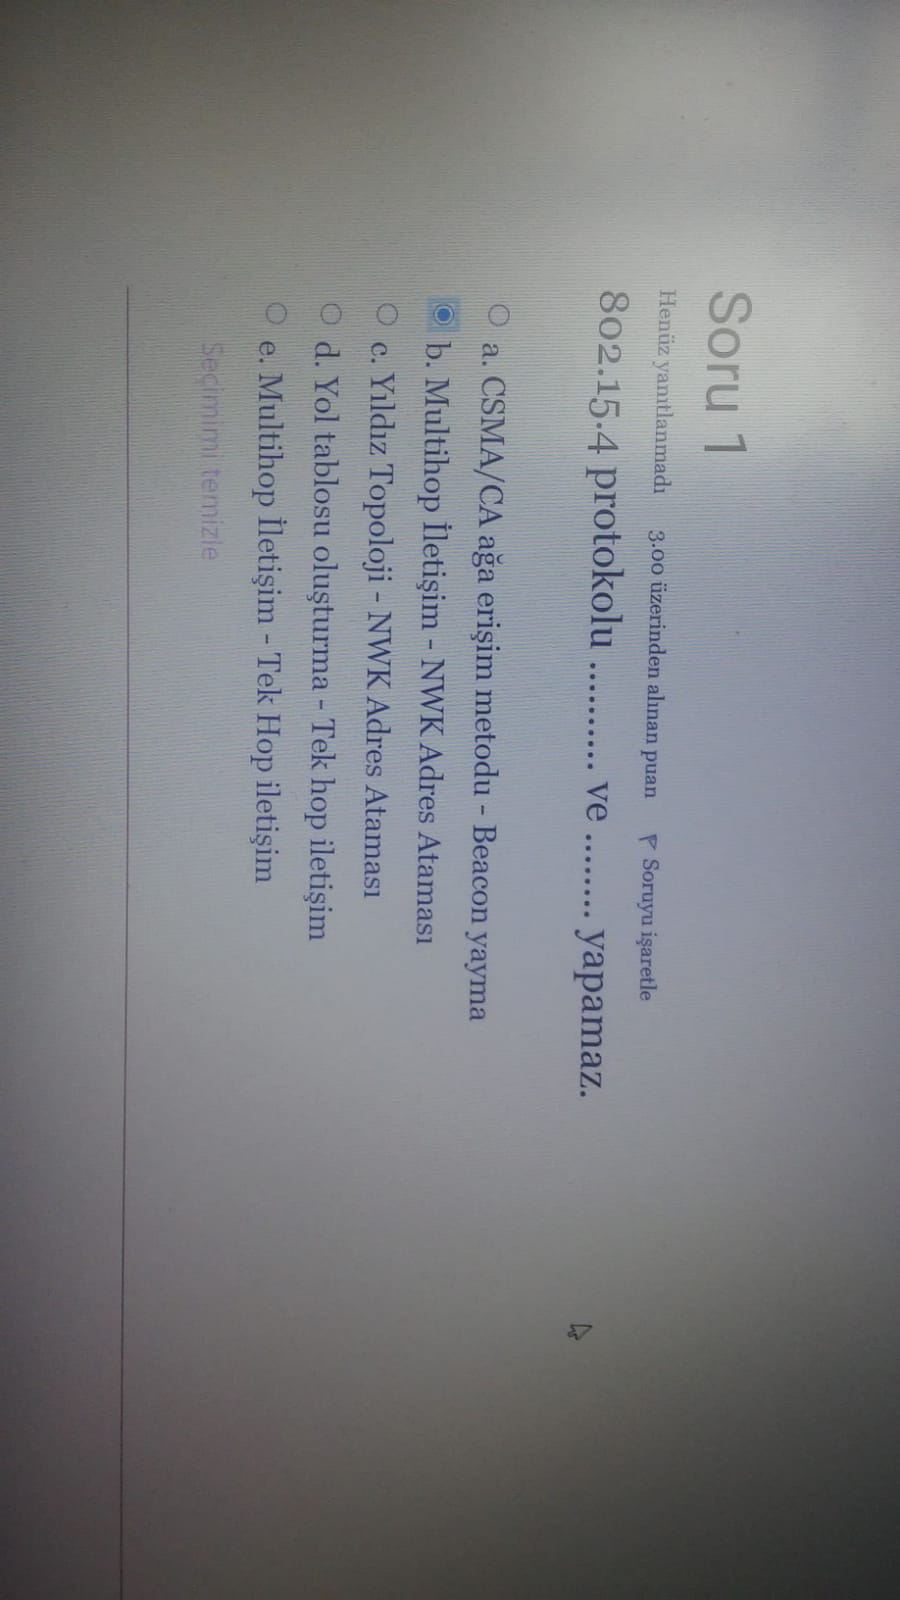 Soru 1
Henüz yanıtlanmadı 3.00 üzerinden alınan puan Soruyu işaretle
802.15.4 protokolu .......... ve ........ yapamaz.
a. CSMA/CA ağa erişim metodu - Beacon yayma
b. Multihop İletişim - NWK Adres Ataması
c. Yıldız Topoloji - NWK Adres Ataması
d. Yol tablosu oluşturma - Tek hop iletişim
e. Multihop İletişim - Tek Hop iletişim
Seçimimi temizle